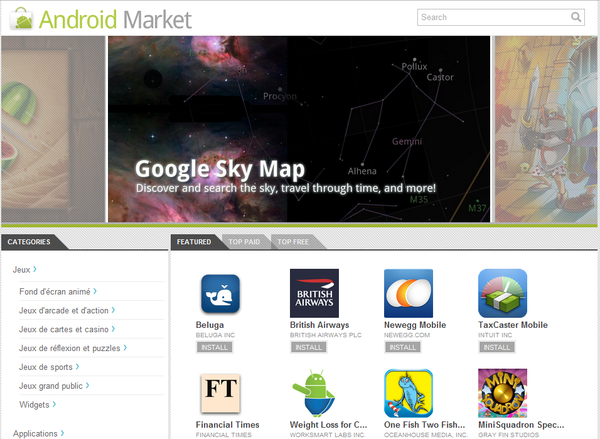 Android Market
Search
Pollux
Castor
Procyon
Gemini
Google Sky Map
Alhena
Discover and search the sky, travel through time, and more!
M35
M37
CATEGORIES
FEATURED
TOP PAID
TOP FREE
Jeux
Fond d'écran animé
Jeux d'arcade et d'action
Jeux de cartes et casino
Jeux de réflexion et puzzles
Jeux de sports
Jeux grand public
Widgets
Applications
BRITISH AIRWAYS
Beluga
British Airways
Newegg Mobile
TaxCaster Mobile
BELUGA INC
BRITISH AIRWAYS PLC
NEWEGG.COM
INTUIT INC
INSTALL
INSTALL
INSTALL
INSTALL
FT
MINI SQUADRON
Financial Times
Weight Loss for C...
One Fish Two Fish...
MiniSquadron Spec...
FINANCIAL TIMES
WORKSMART LABS INC.
OCEANHOUSE MEDIA, INC.
GRAY FIN STUDIOS